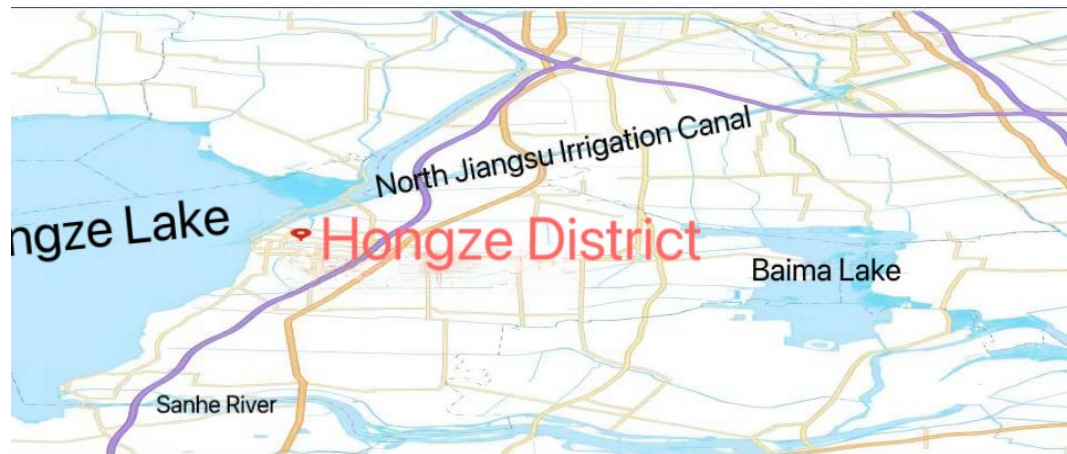 North Jiangsu Irrigation Canal
ngze Lake
Hongze District
Baima Lake
Sanhe River